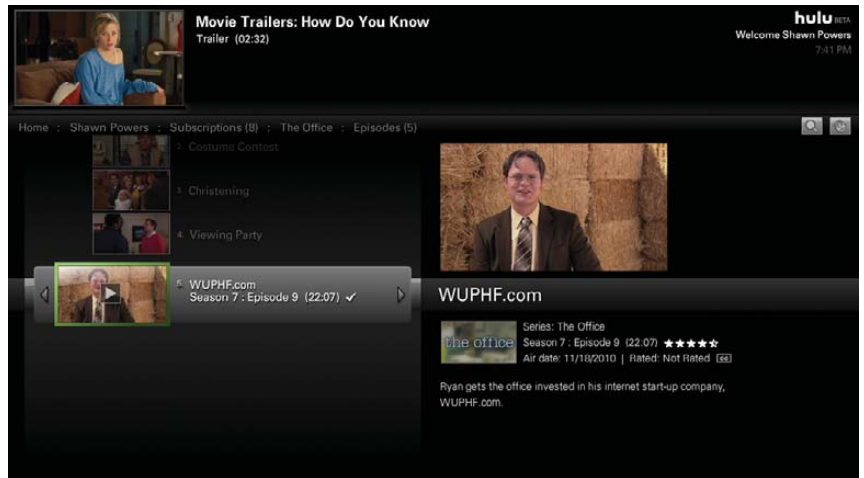 Movie Trailers: How Do You Know
Trailer (02:32)
hulu BETA
Welcome Shawn Powers
7:41 PM
Home : Shawn Powers : Subscriptions (8) : The Office : Episodes (5)
2. Costume Contest
3. Christening
4. Viewing Party
5. WUPHF.com
Season 7 : Episode 9 (22:07) ✓
WUPHF.com
the office
Series: The Office
Season 7 : Episode 9 (22:07) ★★★★⯪
Air date: 11/18/2010 | Rated: Not Rated cc
Ryan gets the office invested in his internet start-up company,
WUPHF.com.